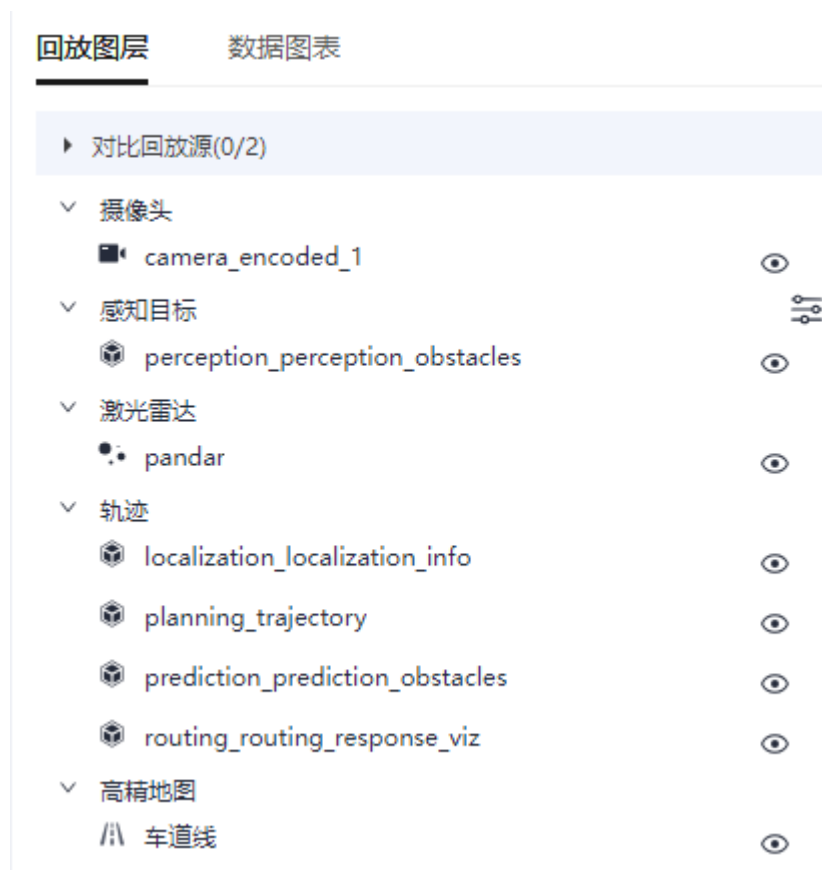 回放图层 数据图表
对比回放源(0/2)
摄像头
camera_encoded_1
感知目标
perception_perception_obstacles
激光雷达
pandar
轨迹
localization_localization_info
planning_trajectory
prediction_prediction_obstacles
routing_routing_response_viz
高精地图
车道线